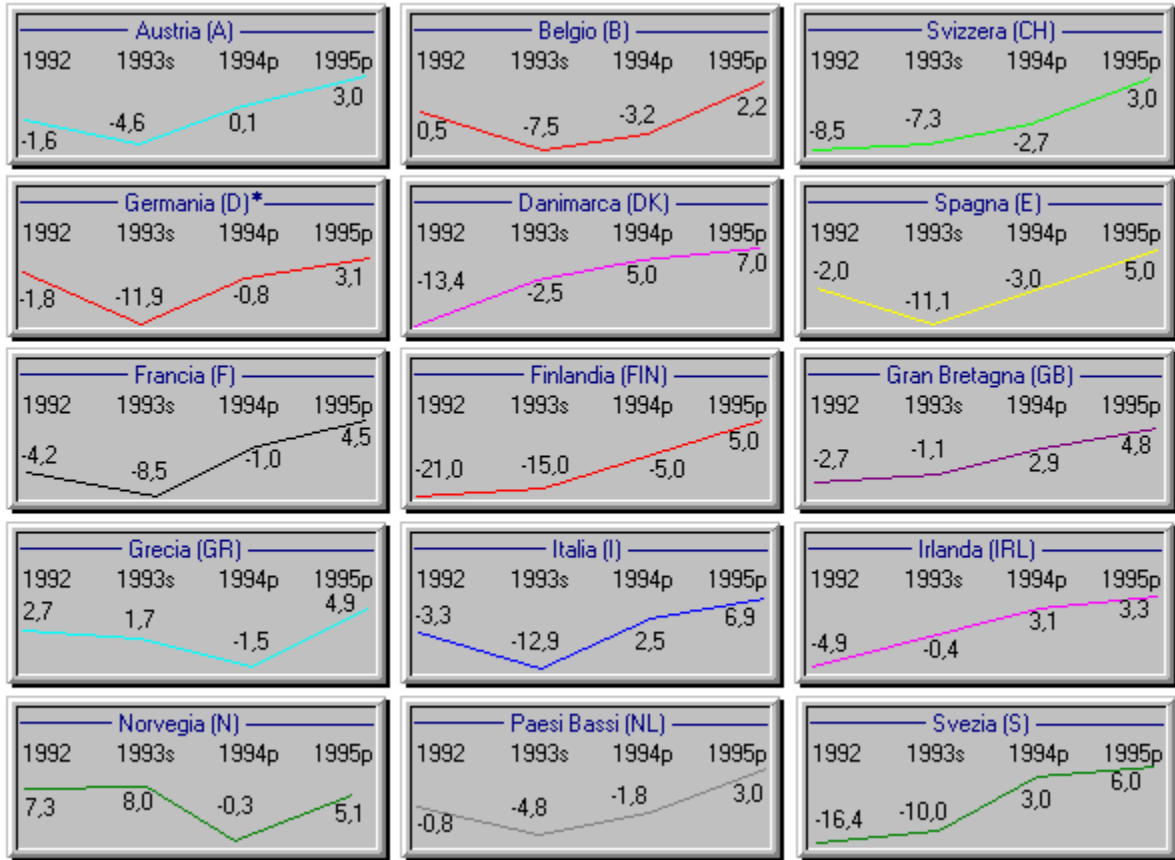 Austria (A)
1992 1993s 1994p 1995p
-1,6 -4,6 0,1 3,0
Belgio (B)
1992 1993s 1994p 1995p
0,5 -7,5 -3,2 2,2
Svizzera (CH)
1992 1993s 1994p 1995p
-8,5 -7,3 -2,7 3,0
Germania (D)*
1992 1993s 1994p 1995p
-1,8 -11,9 -0,8 3,1
Danimarca (DK)
1992 1993s 1994p 1995p
-13,4 -2,5 5,0 7,0
Spagna (E)
1992 1993s 1994p 1995p
-2,0 -11,1 -3,0 5,0
Francia (F)
1992 1993s 1994p 1995p
-4,2 -8,5 -1,0 4,5
Finlandia (FIN)
1992 1993s 1994p 1995p
-21,0 -15,0 -5,0 5,0
Gran Bretagna (GB)
1992 1993s 1994p 1995p
-2,7 -1,1 2,9 4,8
Grecia (GR)
1992 1993s 1994p 1995p
2,7 1,7 -1,5 4,9
Italia (I)
1992 1993s 1994p 1995p
-3,3 -12,9 2,5 6,9
Irlanda (IRL)
1992 1993s 1994p 1995p
-4,9 -0,4 3,1 3,3
Norvegia (N)
1992 1993s 1994p 1995p
7,3 8,0 -0,3 5,1
Paesi Bassi (NL)
1992 1993s 1994p 1995p
-0,8 -4,8 -1,8 3,0
Svezia (S)
1992 1993s 1994p 1995p
-16,4 -10,0 3,0 6,0